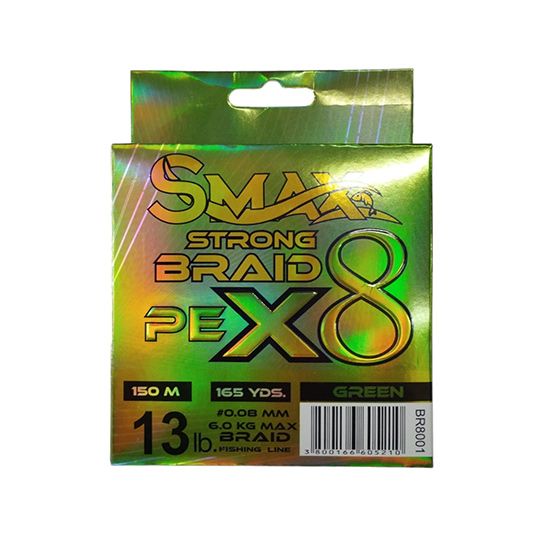 SMAX
STRONG
BRAID
PE X8
150 M 165 YDS. GREEN
#0.08 MM
6.0 KG MAX
13 lb. BRAID
FISHING LINE
3800166605210
BR8001